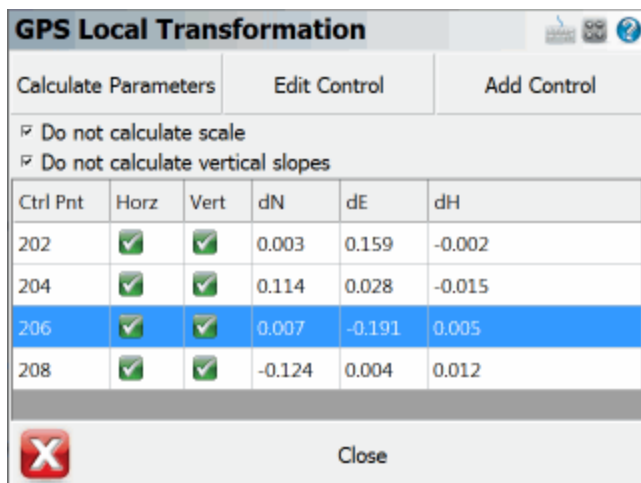 GPS Local Transformation
Calculate Parameters Edit Control Add Control
Do not calculate scale
Do not calculate vertical slopes
Ctrl Pnt Horz Vert dN dE dH
202 0.003 0.159 -0.002
204 0.114 0.028 -0.015
206 0.007 -0.191 0.005
208 -0.124 0.004 0.012
Close